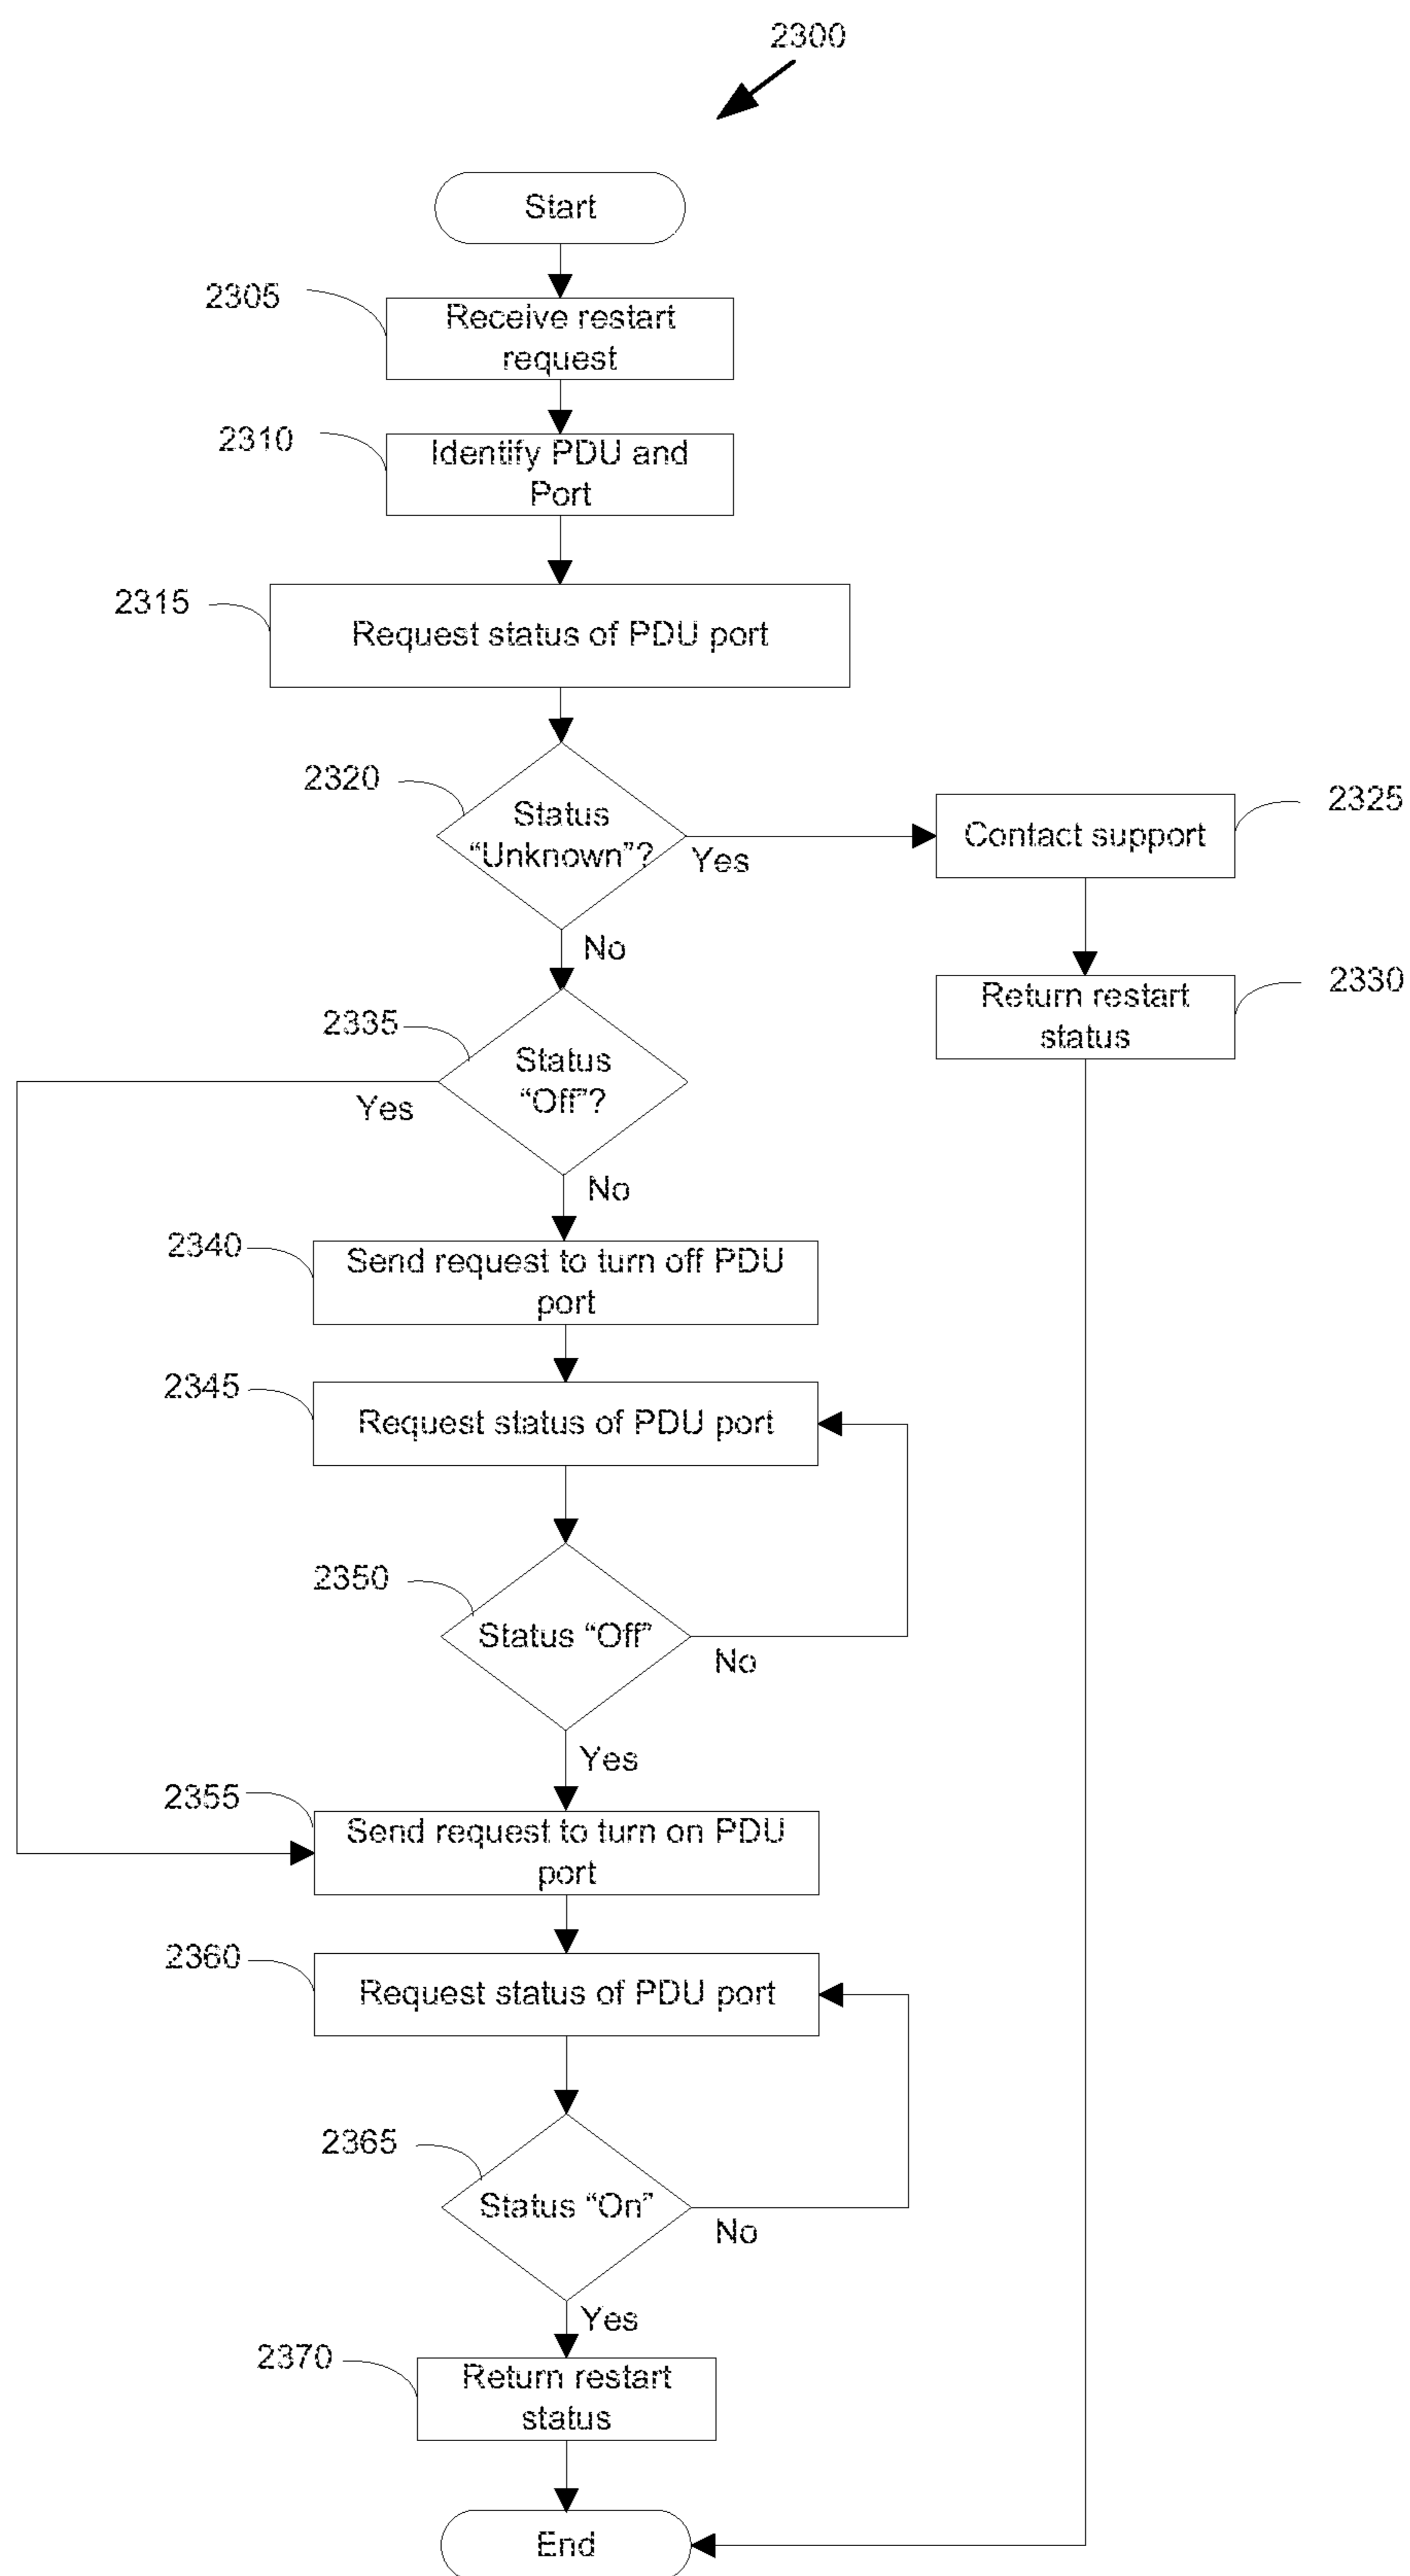 2300
Start
2305
Receive restart
request
2310
Identify PDU and
Port
2315
Request status of PDU port
2320
Status
“Unknown”?
Yes
2325
Contact support
No
2330
Return restart
status
2335
Status
“Off”?
Yes
No
2340
Send request to turn off PDU
port
2345
Request status of PDU port
2350
Status “Off”
No
Yes
2355
Send request to turn on PDU
port
2360
Request status of PDU port
2365
Status “On”
No
Yes
2370
Return restart
status
End